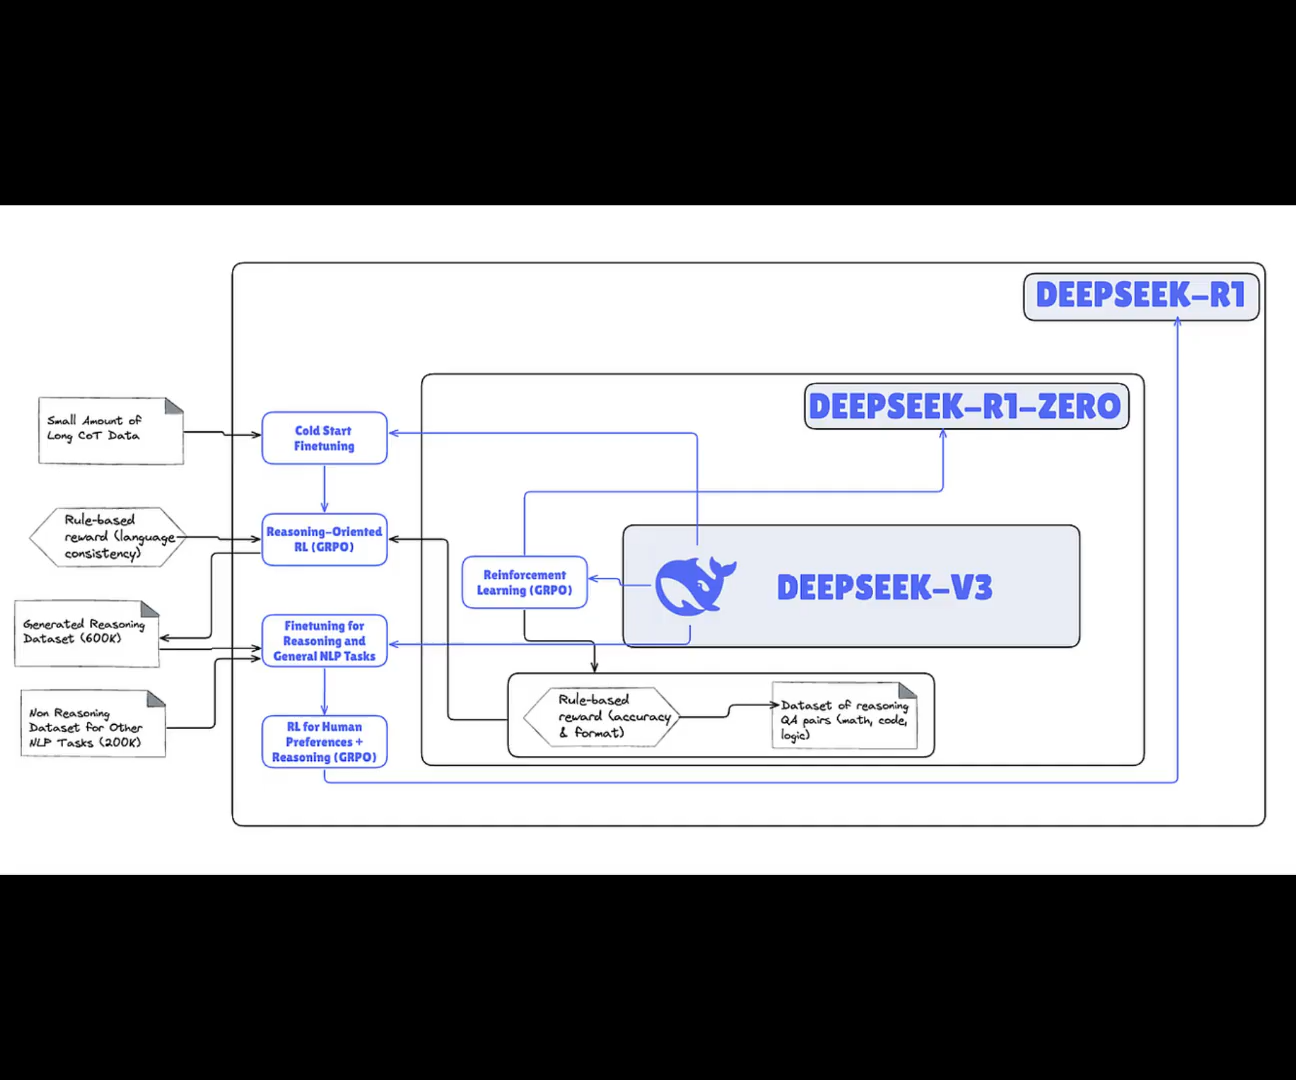 DEEPSEEK-R1
DEEPSEEK-R1-ZERO
Small Amount of
Long CoT Data
Cold Start
Finetuning
Rule-based
reward (language
consistency)
Reasoning-Oriented
RL (GRPO)
Reinforcement
Learning (GRPO)
DEEPSEEK-V3
Generated Reasoning
Dataset (600K)
Finetuning for
Reasoning and
General NLP Tasks
Non Reasoning
Dataset for Other
NLP Tasks (200K)
RL for Human
Preferences +
Reasoning (GRPO)
Rule-based
reward (accuracy
& format)
Dataset of reasoning
QA pairs (math, code,
logic)